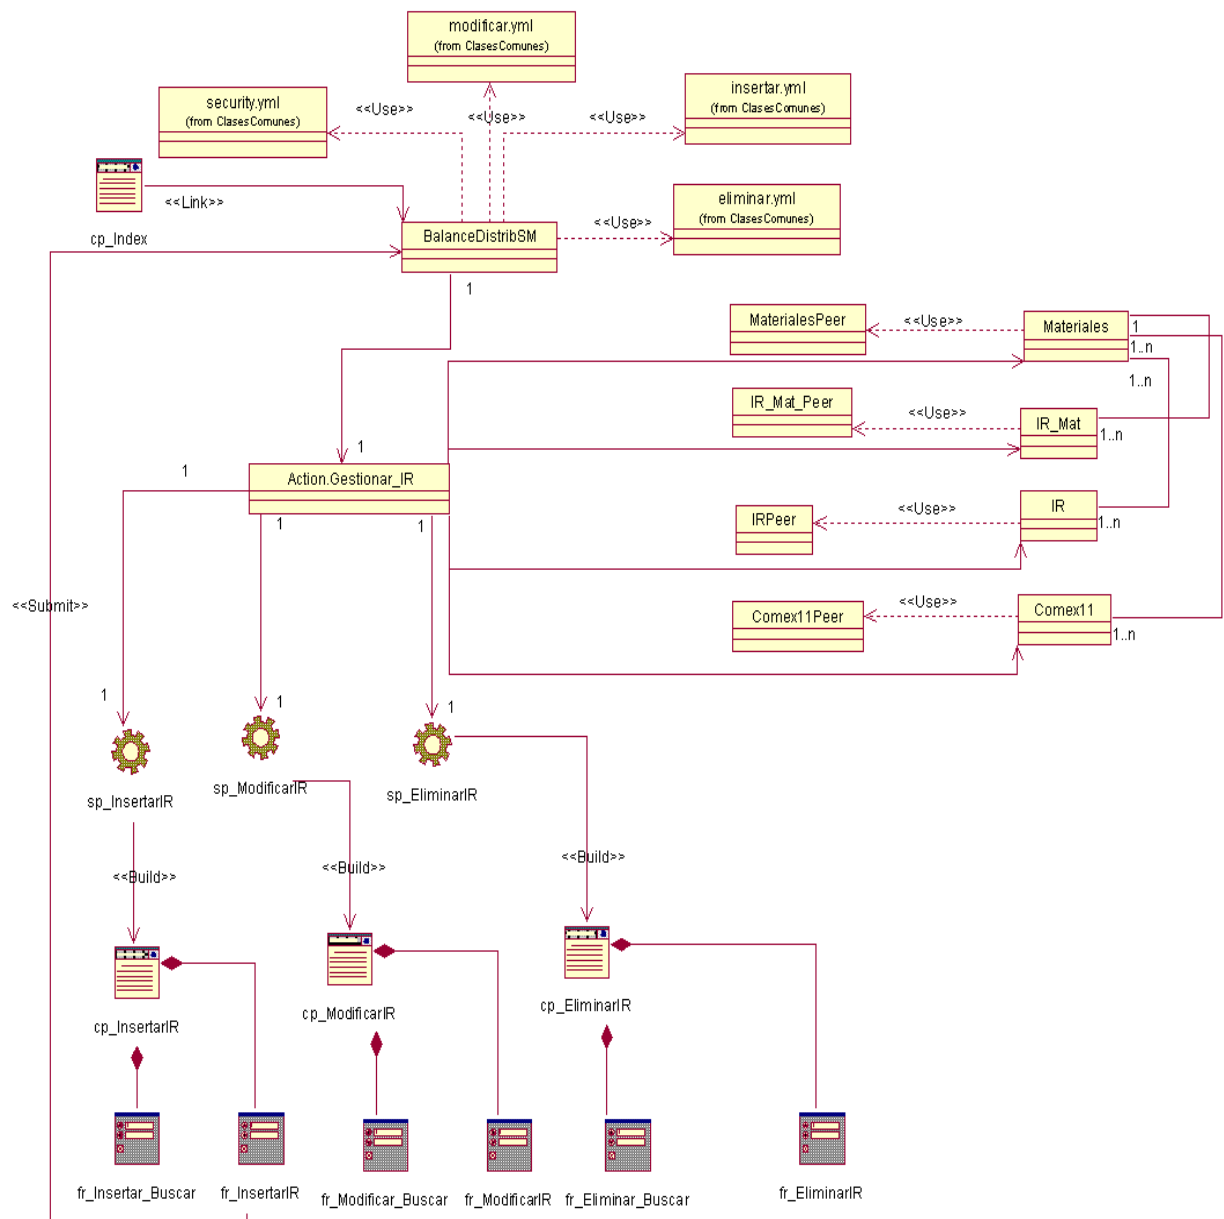 modificar.yml
(from ClasesComunes)
security.yml
(from ClasesComunes)
<<Use>>
<<Use>>
<<Use>>
insertar.yml
(from ClasesComunes)
<<Link>>
cp_Index
BalanceDistribSM
<<Use>>
eliminar.yml
(from ClasesComunes)
1
MaterialesPeer
<<Use>>
Materiales
1
1..n
1..n
IR_Mat_Peer
<<Use>>
IR_Mat
1..n
1
Action.Gestionar_IR
1
1
1
IRPeer
<<Use>>
IR
1..n
<<Submit>>
Comex11Peer
<<Use>>
Comex11
1..n
1
1
1
sp_InsertarIR
sp_ModificarIR
sp_EliminarIR
<<Build>>
<<Build>>
<<Build>>
cp_InsertarIR
cp_ModificarIR
cp_EliminarIR
fr_Insertar_Buscar
fr_InsertarIR
fr_Modificar_Buscar
fr_ModificarIR
fr_Eliminar_Buscar
fr_EliminarIR